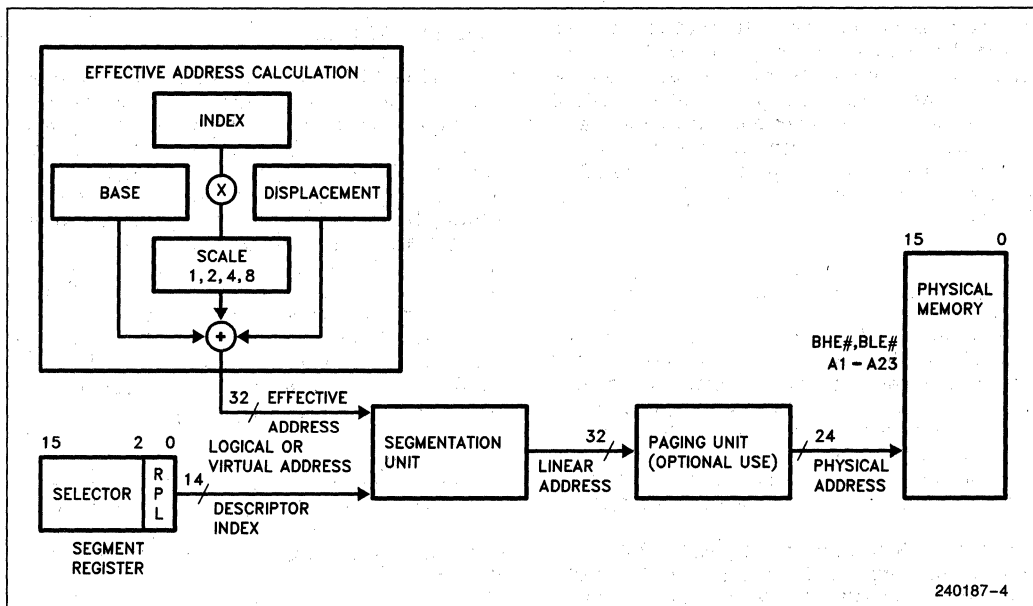 EFFECTIVE ADDRESS CALCULATION
INDEX
BASE
X
DISPLACEMENT
SCALE
1, 2, 4, 8
+
32
EFFECTIVE
ADDRESS
LOGICAL OR
VIRTUAL ADDRESS
15 2 0
SELECTOR
R
P
L
14
DESCRIPTOR
INDEX
SEGMENT
REGISTER
SEGMENTATION
UNIT
32
LINEAR
ADDRESS
PAGING UNIT
(OPTIONAL USE)
24
PHYSICAL
ADDRESS
BHE#,BLE#
A1 – A23
15 0
PHYSICAL
MEMORY
240187–4